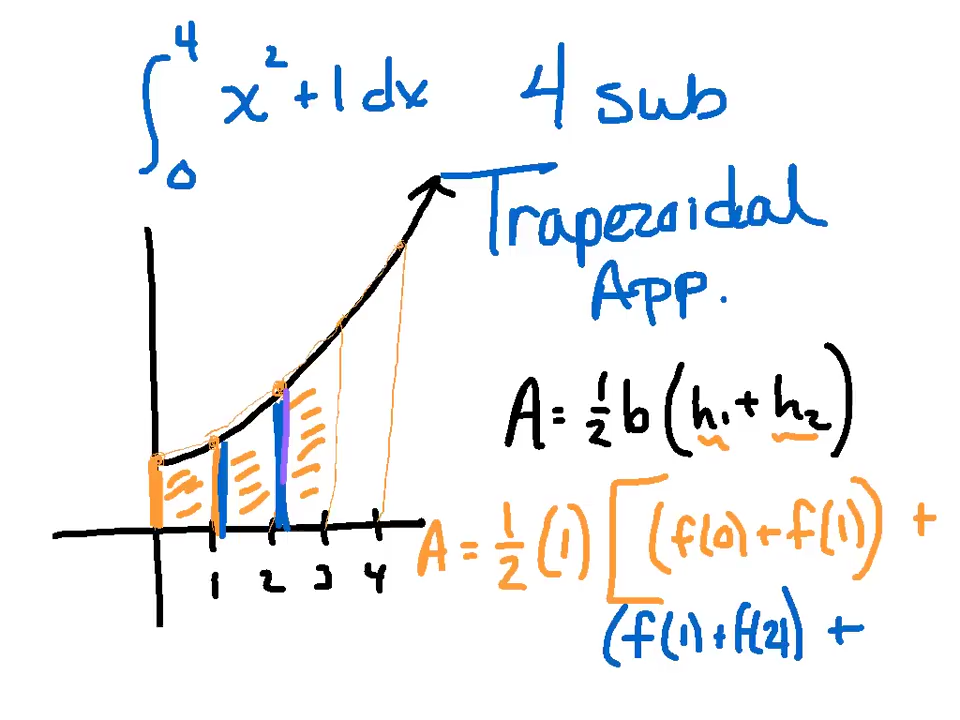 ∫₀⁴ x² + 1 dx 4 sub
Trapezoidal
App.
A = ½ b (h₁ + h₂)
A = ½ (1) [ (f(0) + f(1)) +
(f(1) + f(2)) +
1 2 3 4